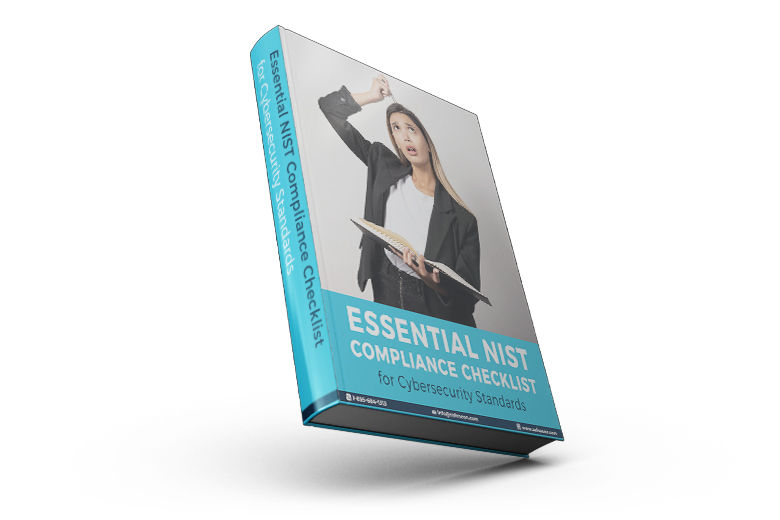 Essential NIST Compliance Checklist
for Cybersecurity Standards
ESSENTIAL NIST
COMPLIANCE CHECKLIST
for Cybersecurity Standards